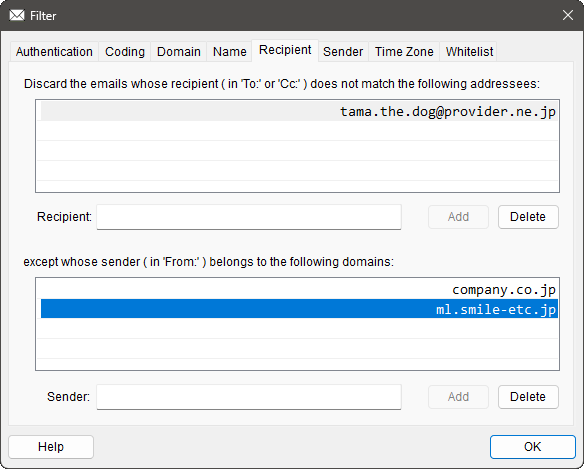 Filter
Authentication Coding Domain Name Recipient Sender Time Zone Whitelist
Discard the emails whose recipient ( in 'To:' or 'Cc:' ) does not match the following addressees:
tama.the.dog@provider.ne.jp
Recipient: Add Delete
except whose sender ( in 'From:' ) belongs to the following domains:
company.co.jp
ml.smile-etc.jp
Sender: Add Delete
Help OK